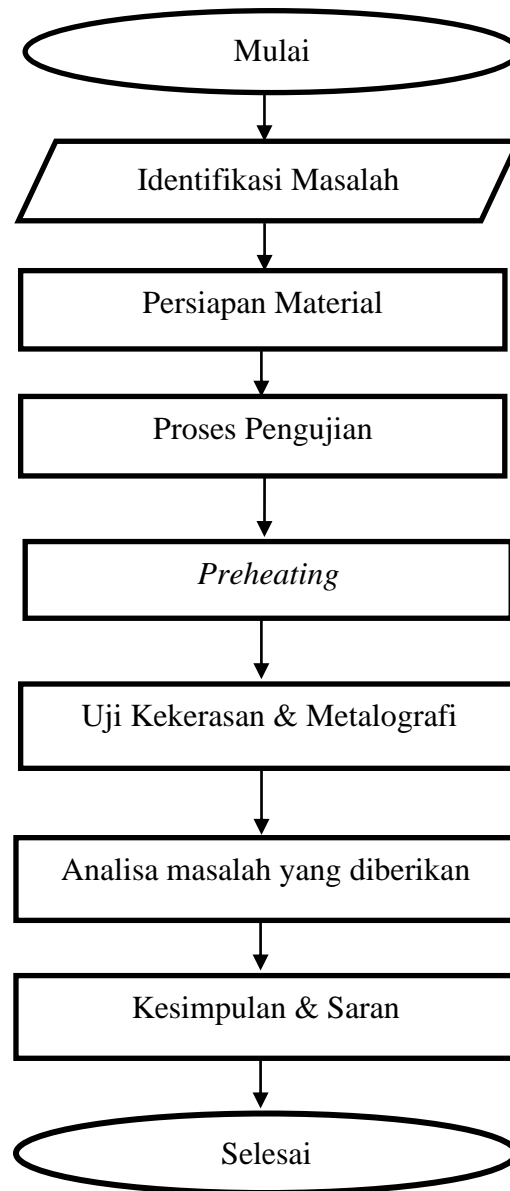 Mulai
Identifikasi Masalah
Persiapan Material
Proses Pengujian
Preheating
Uji Kekerasan & Metalografi
Analisa masalah yang diberikan
Kesimpulan & Saran
Selesai